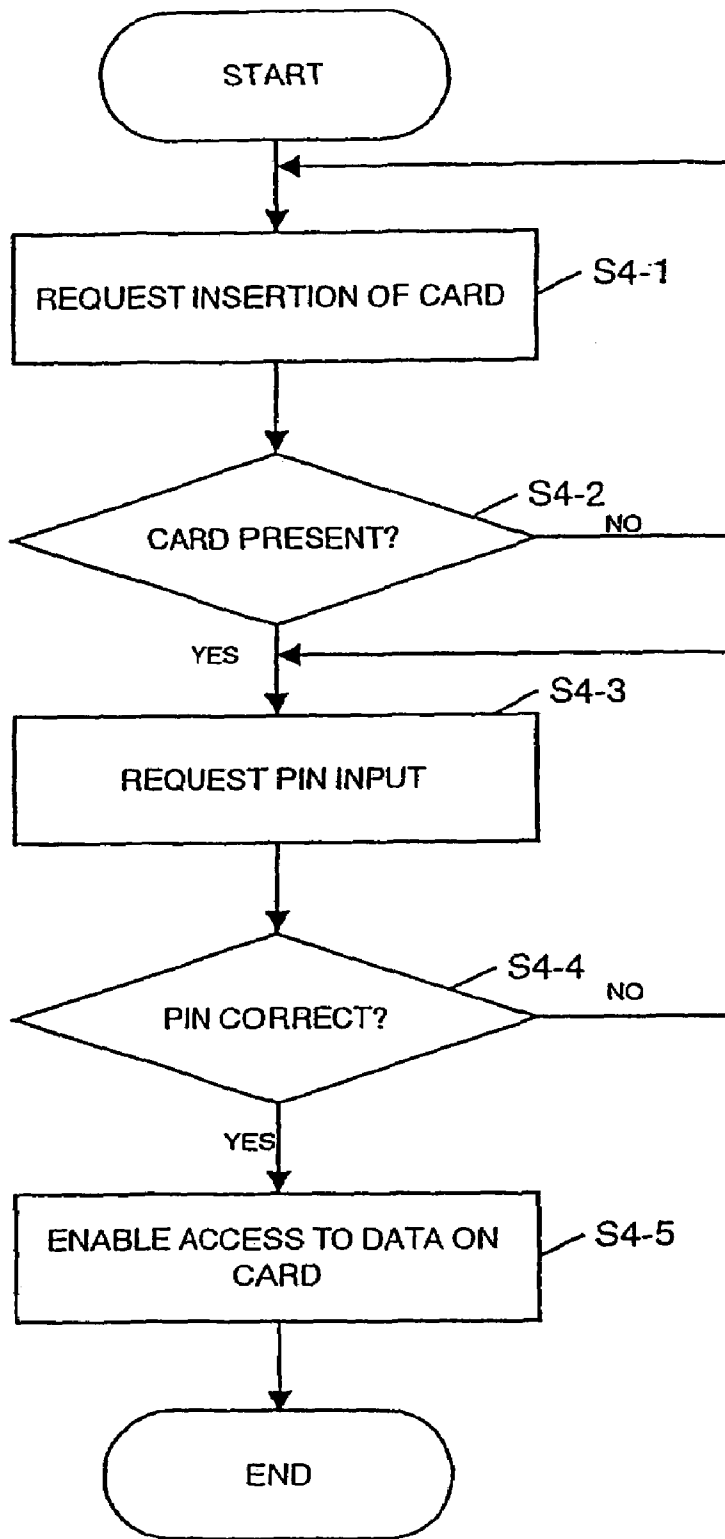 START
REQUEST INSERTION OF CARD
S4-1
CARD PRESENT?
S4-2
NO
YES
S4-3
REQUEST PIN INPUT
PIN CORRECT?
S4-4
NO
YES
ENABLE ACCESS TO DATA ON
CARD
S4-5
END